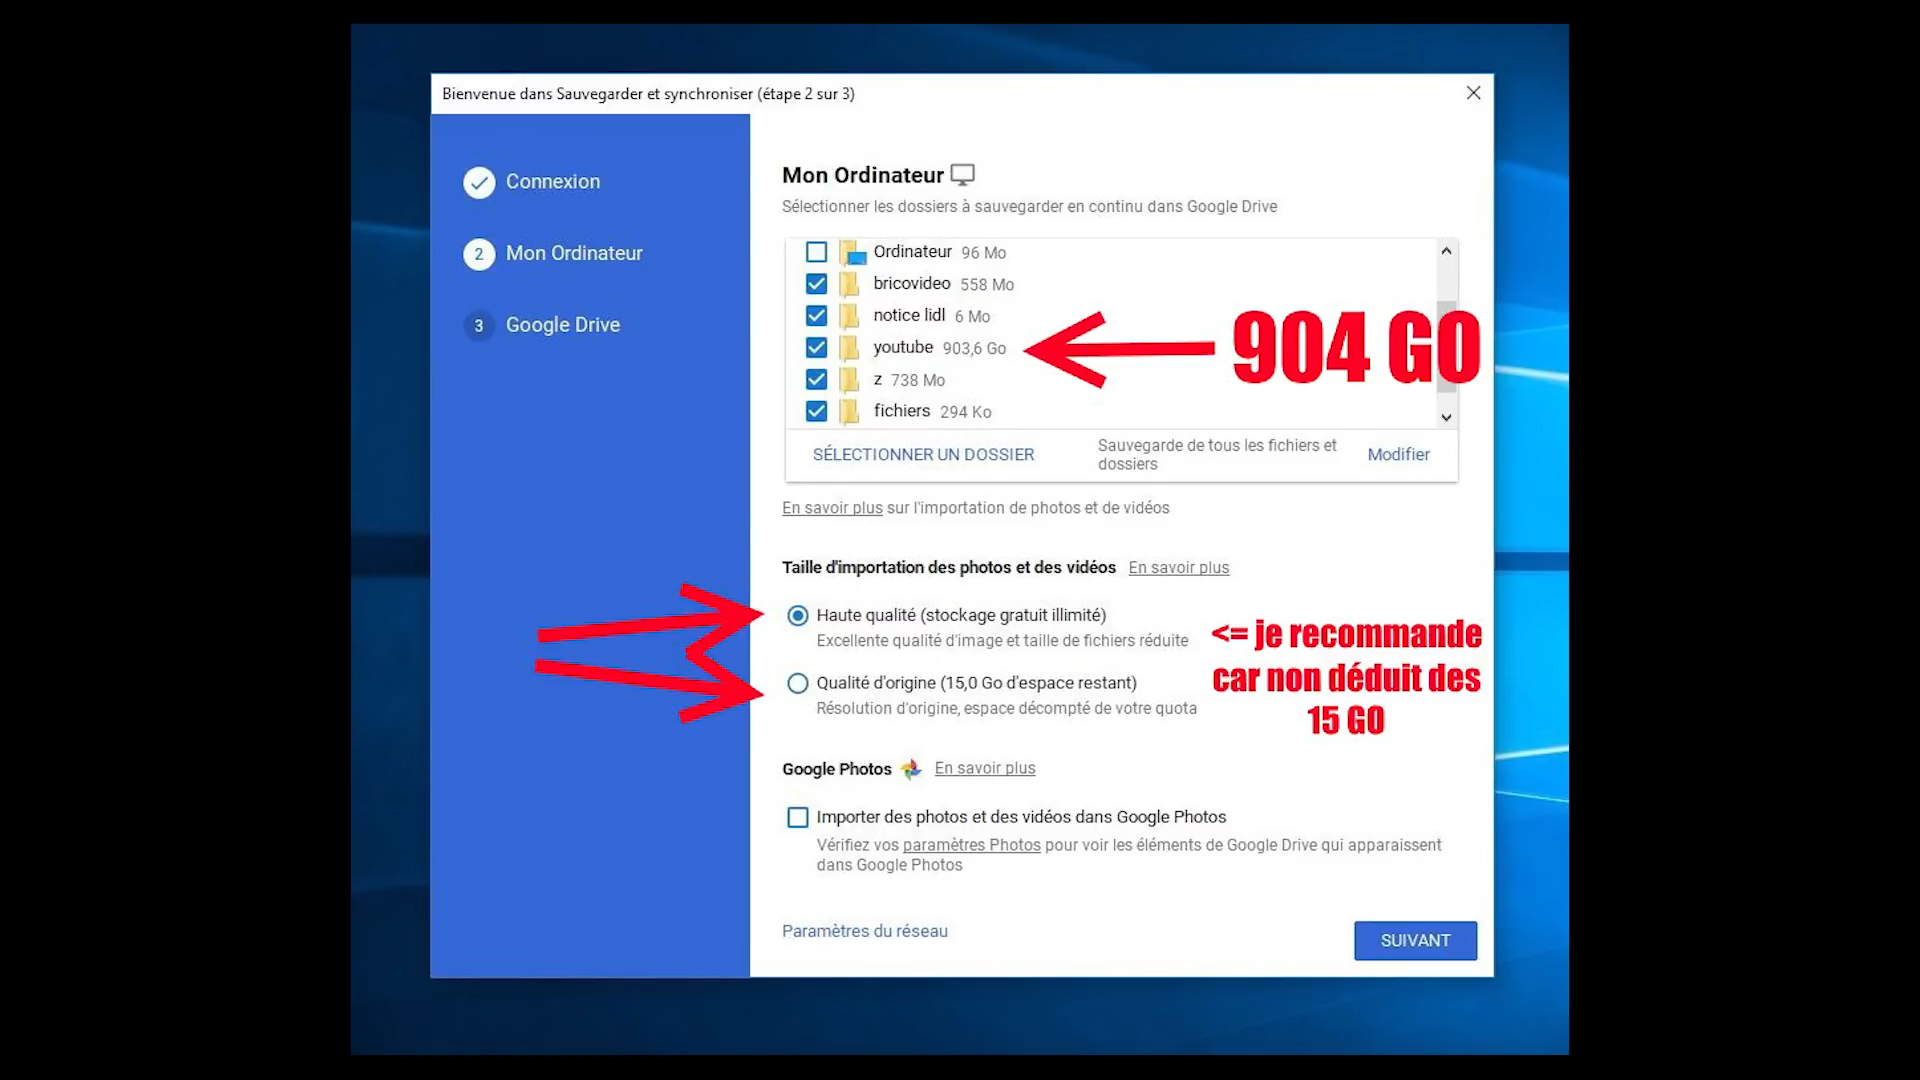 Bienvenue dans Sauvegarder et synchroniser (étape 2 sur 3)
Connexion
2 Mon Ordinateur
3 Google Drive
Mon Ordinateur
Sélectionner les dossiers à sauvegarder en continu dans Google Drive
Ordinateur 96 Mo
bricovideo 558 Mo
notice lidl 6 Mo
youtube 903,6 Go
904 GO
z 738 Mo
fichiers 294 Ko
SÉLECTIONNER UN DOSSIER
Sauvegarde de tous les fichiers et
dossiers
Modifier
En savoir plus sur l'importation de photos et de vidéos
Taille d'importation des photos et des vidéos En savoir plus
Haute qualité (stockage gratuit illimité)
Excellente qualité d'image et taille de fichiers réduite
Qualité d'origine (15,0 Go d'espace restant)
Résolution d'origine, espace décompté de votre quota
<= je recommande
car non déduit des
15 GO
Google Photos En savoir plus
Importer des photos et des vidéos dans Google Photos
Vérifiez vos paramètres Photos pour voir les éléments de Google Drive qui apparaissent
dans Google Photos
Paramètres du réseau
SUIVANT